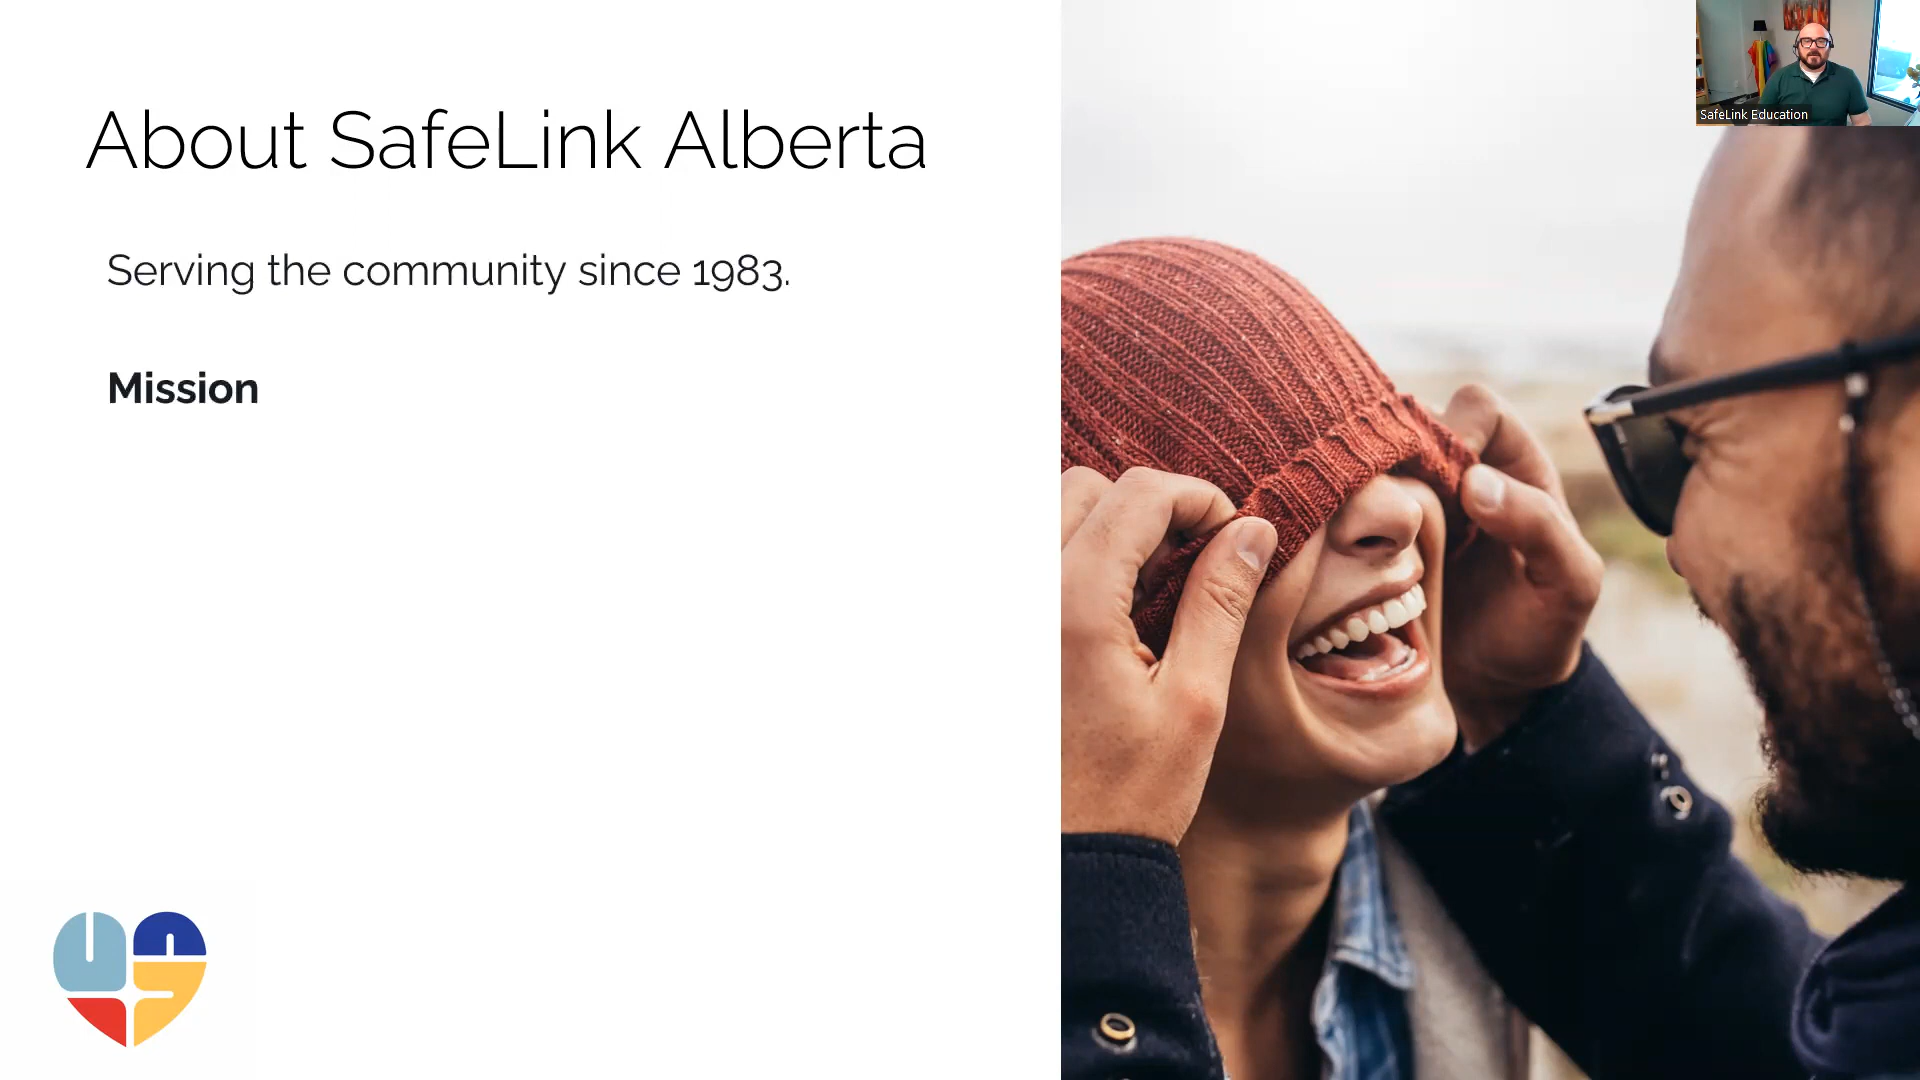 About SafeLink Alberta
Serving the community since 1983.
Mission
SafeLink Education